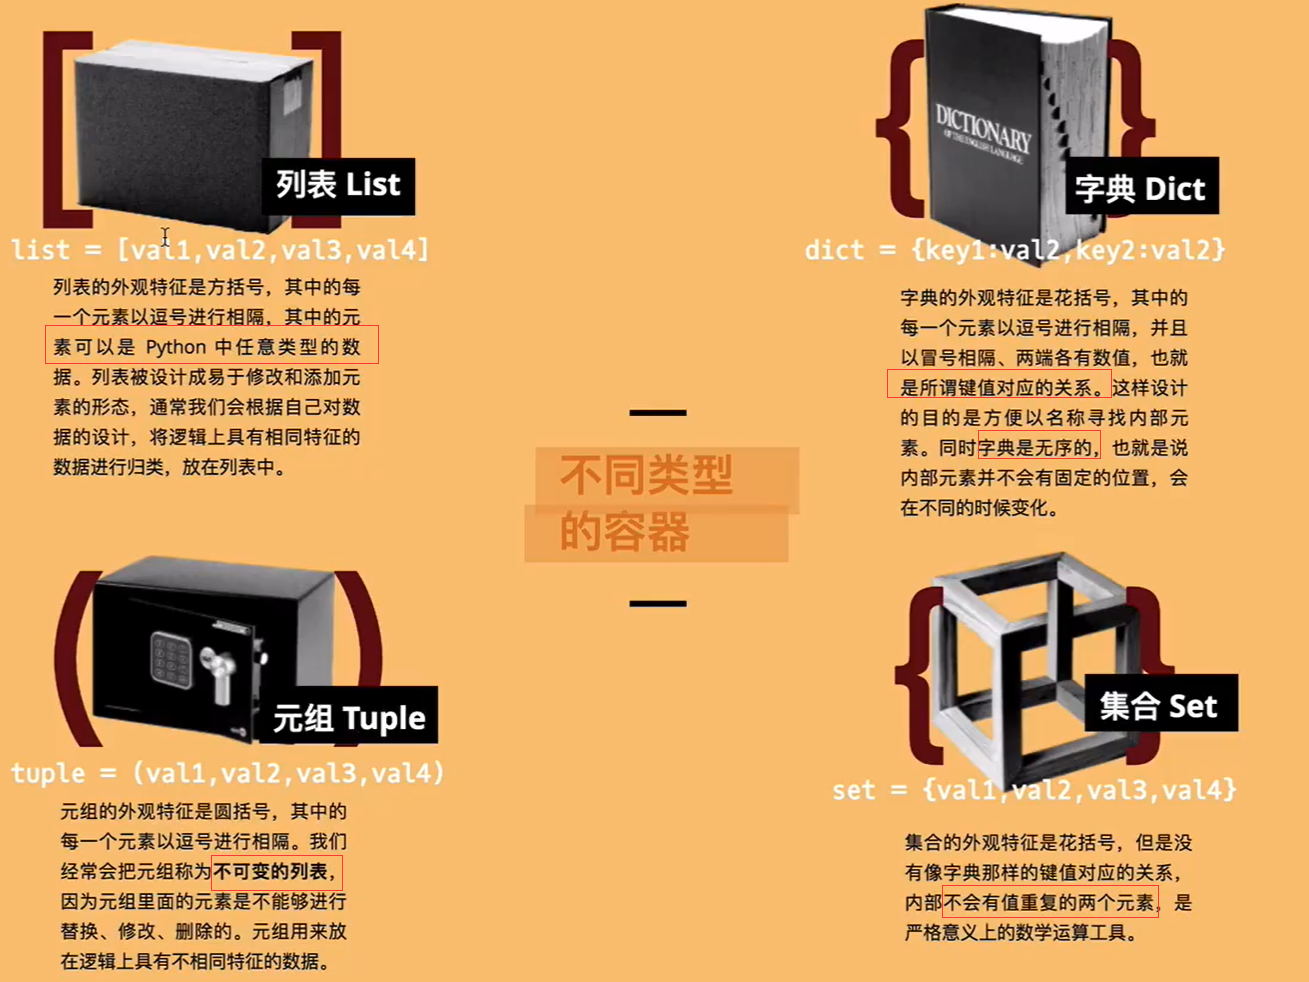 列表 List
list = [val1,val2,val3,val4]
列表的外观特征是方括号，其中的每
一个元素以逗号进行相隔，其中的元
素可以是 Python 中任意类型的数
据。列表被设计成易于修改和添加元
素的形态，通常我们会根据自己对数
据的设计，将逻辑上具有相同特征的
数据进行归类，放在列表中。
DICTIONARY
OF THE ENGLISH LANGUAGE
字典 Dict
dict = {key1:val2,key2:val2}
字典的外观特征是花括号，其中的
每一个元素以逗号进行相隔，并且
以冒号相隔、两端各有数值，也就
是所谓键值对应的关系。这样设计
的目的是方便以名称寻找内部元
素。同时字典是无序的，也就是说
内部元素并不会有固定的位置，会
在不同的时候变化。
不同类型
的容器
元组 Tuple
tuple = (val1,val2,val3,val4)
元组的外观特征是圆括号，其中的
每一个元素以逗号进行相隔。我们
经常会把元组称为不可变的列表，
因为元组里面的元素是不能够进行
替换、修改、删除的。元组用来放
在逻辑上具有不相同特征的数据。
集合 Set
set = {val1,val2,val3,val4}
集合的外观特征是花括号，但是没
有像字典那样的键值对应的关系，
内部不会有值重复的两个元素，是
严格意义上的数学运算工具。